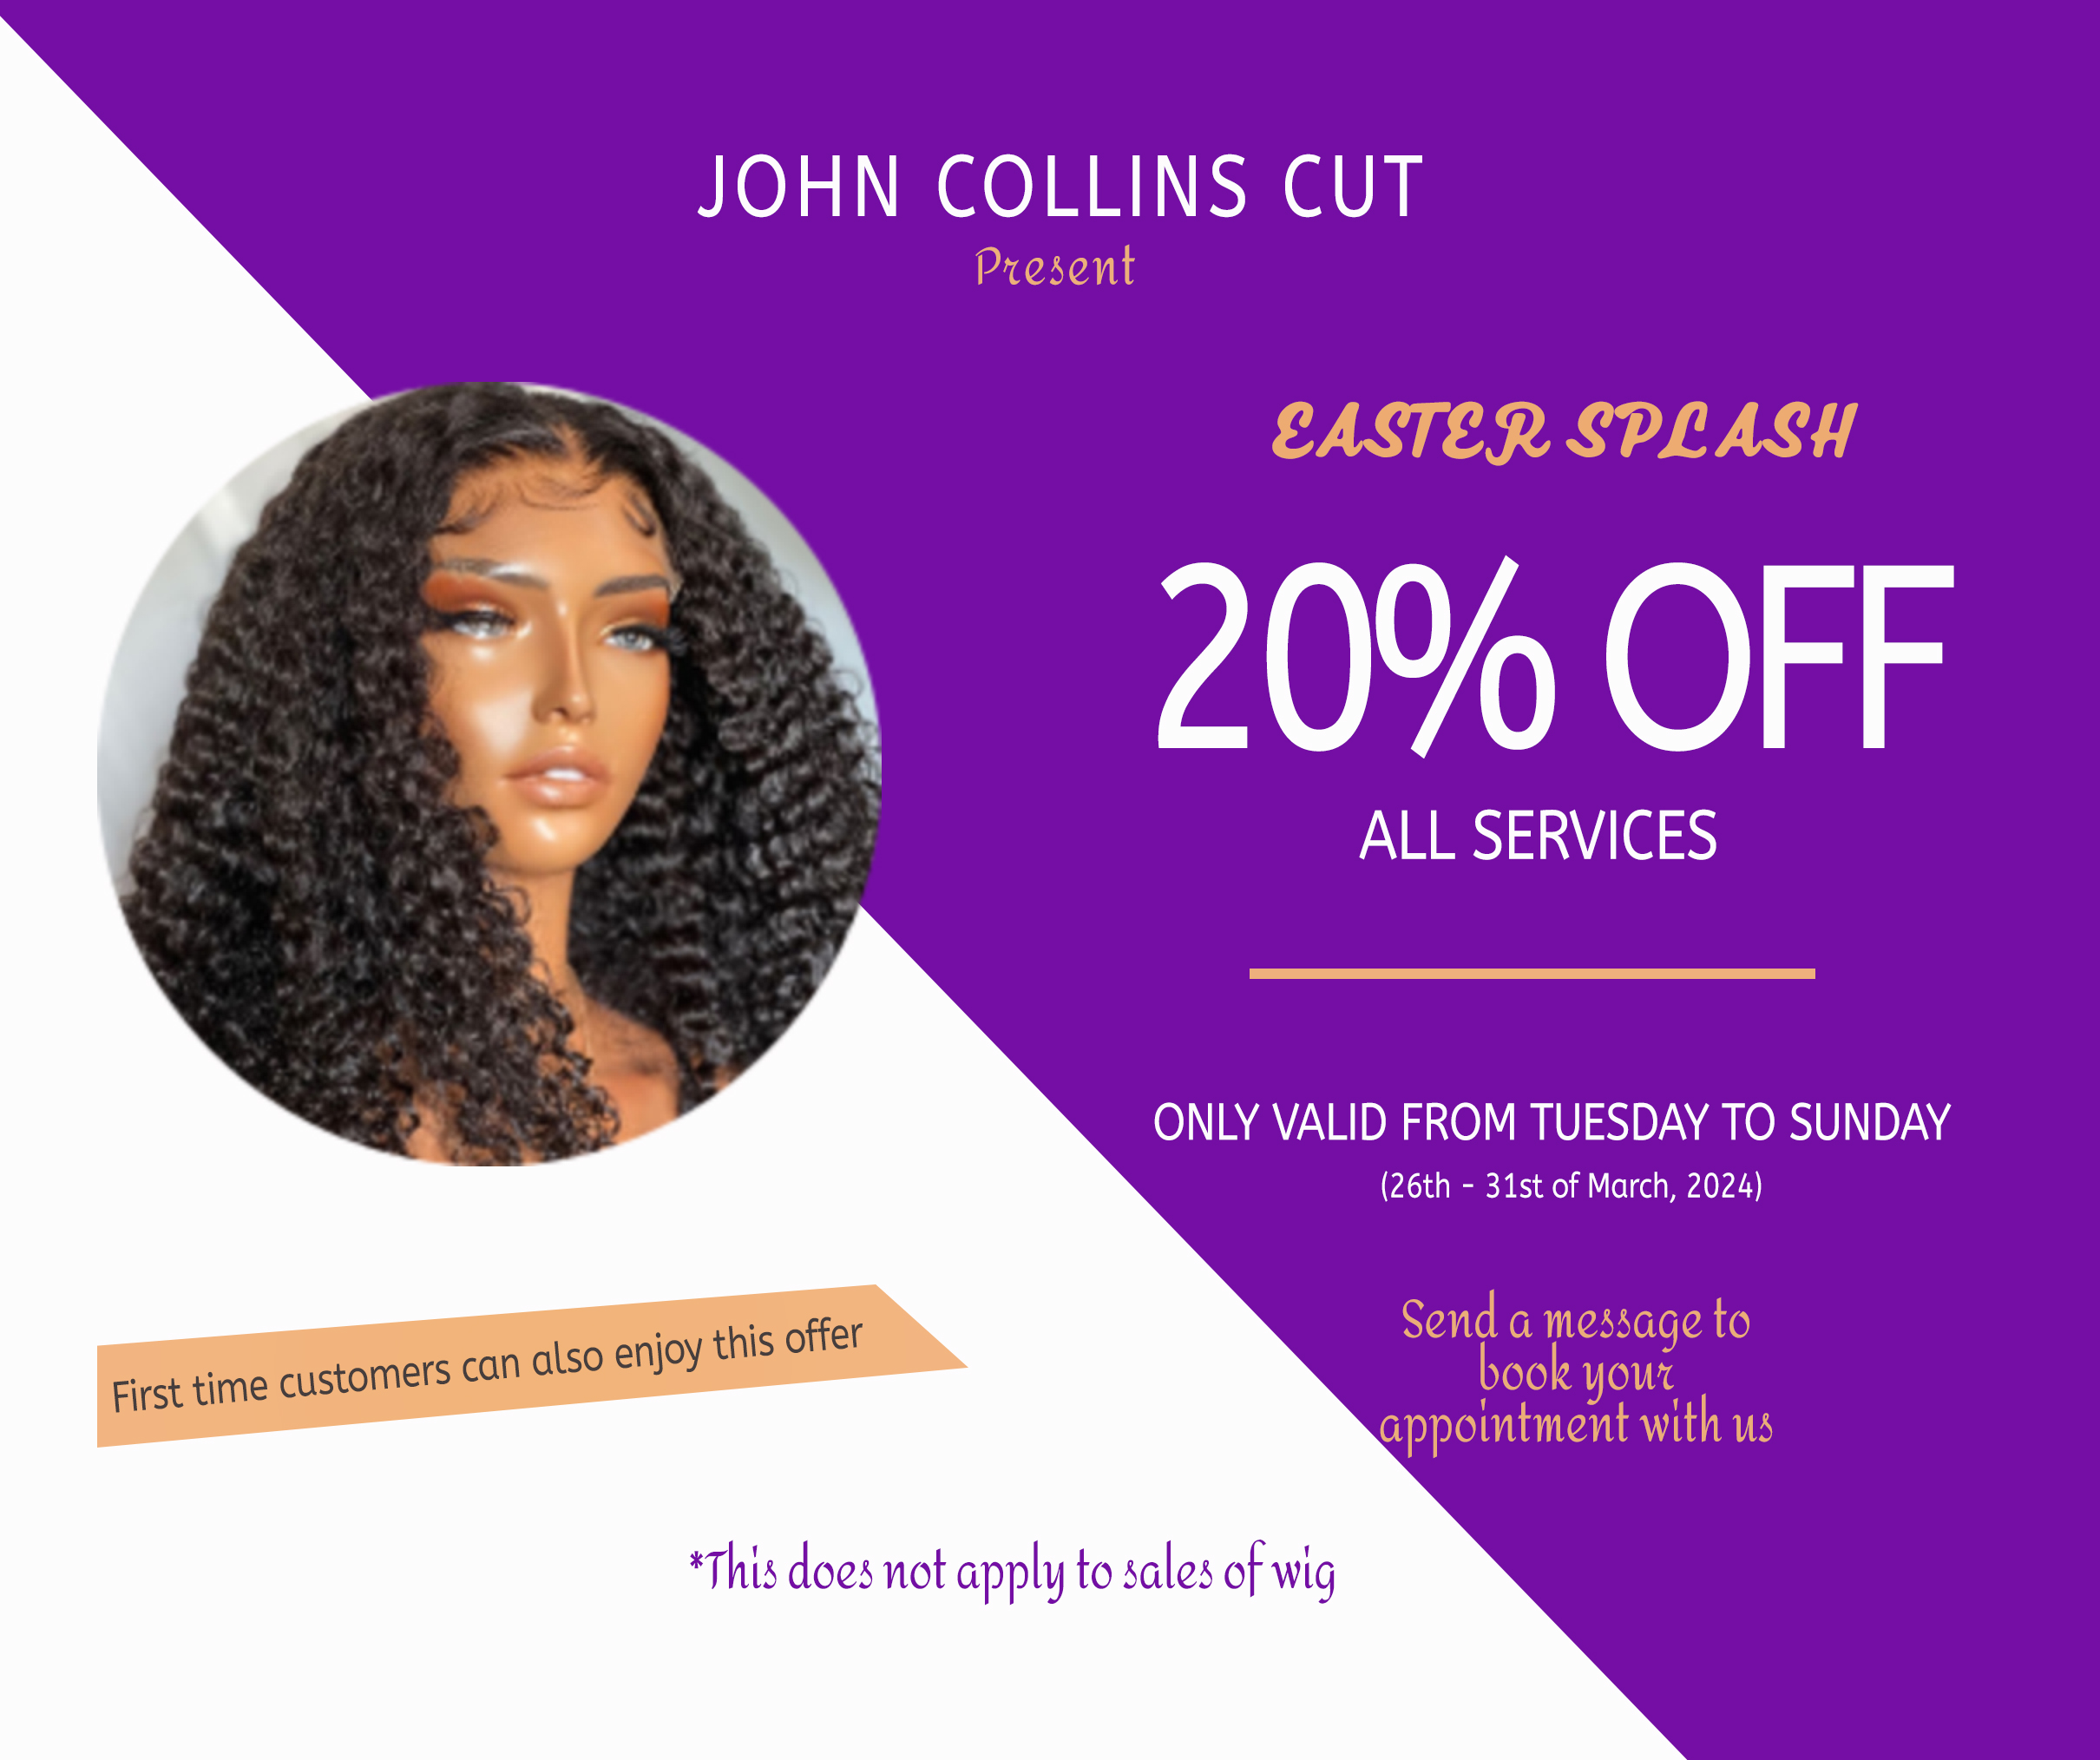 JOHN COLLINS CUT
Present
EASTER SPLASH
20% OFF
ALL SERVICES
ONLY VALID FROM TUESDAY TO SUNDAY
(26th - 31st of March, 2024)
Send a message to
book your
appointment with us
First time customers can also enjoy this offer
*This does not apply to sales of wig